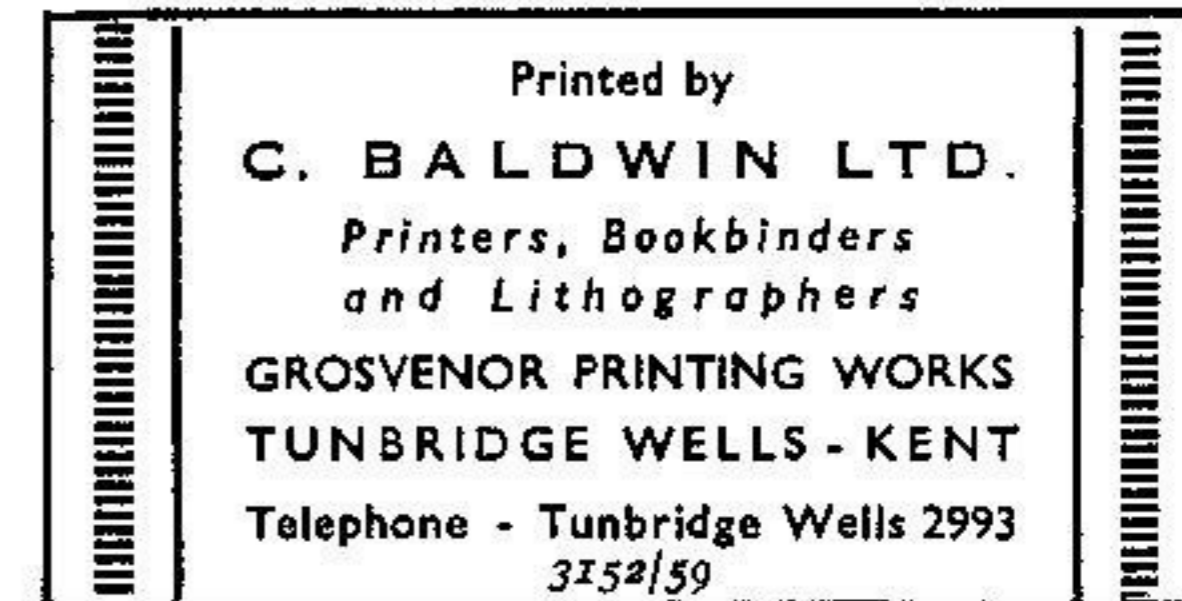 Printed by
C. BALDWIN LTD.
Printers, Bookbinders
and Lithographers
GROSVENOR PRINTING WORKS
TUNBRIDGE WELLS - KENT
Telephone - Tunbridge Wells 2993
3152/59